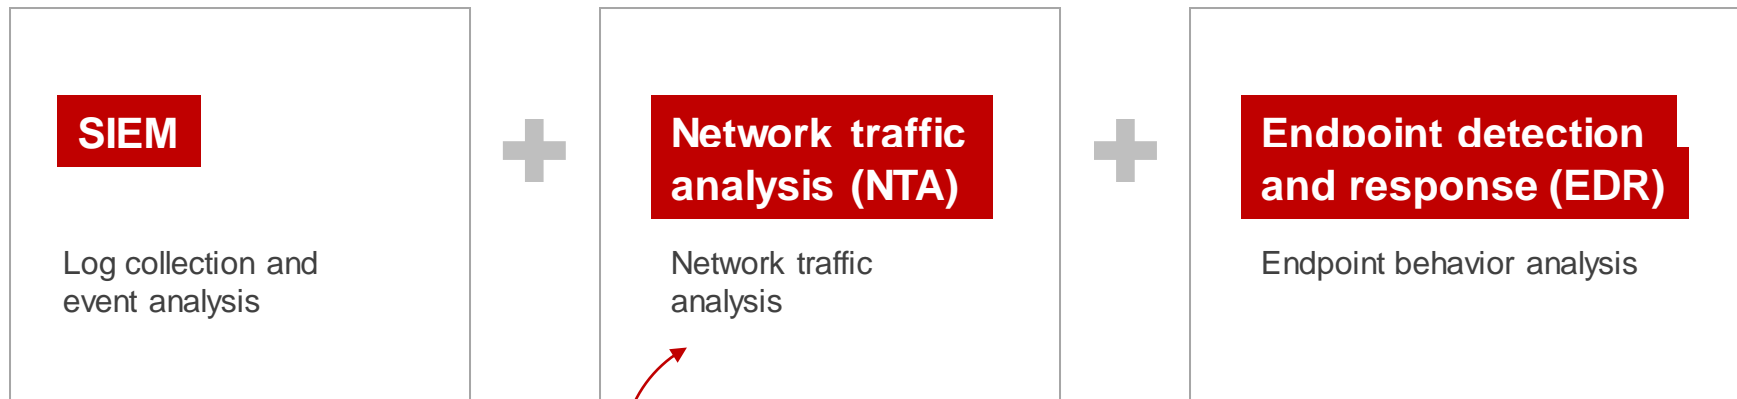 SIEM
Log collection and
event analysis
Network traffic
analysis (NTA)
Network traffic
analysis
Endpoint detection
and response (EDR)
Endpoint behavior analysis